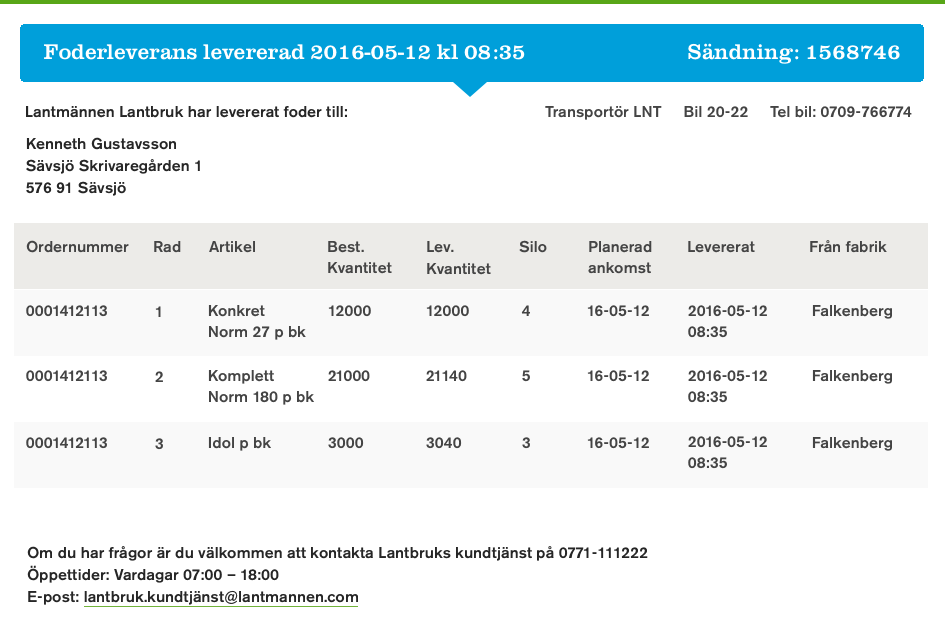 Foderleverans levererad 2016-05-12 kl 08:35 Sändning: 1568746
Lantmännen Lantbruk har levererat foder till: Transportör LNT Bil 20-22 Tel bil: 0709-766774
Kenneth Gustavsson
Sävsjö Skrivaregården 1
576 91 Sävsjö
Ordernummer Rad Artikel Best. Lev. Silo Planerad Levererat Från fabrik
Kvantitet Kvantitet ankomst
0001412113 1 Konkret 12000 12000 4 16-05-12 2016-05-12 Falkenberg
Norm 27 p bk 08:35
0001412113 2 Komplett 21000 21140 5 16-05-12 2016-05-12 Falkenberg
Norm 180 p bk 08:35
0001412113 3 Idol p bk 3000 3040 3 16-05-12 2016-05-12 Falkenberg
08:35
Om du har frågor är du välkommen att kontakta Lantbruks kundtjänst på 0771-111222
Öppettider: Vardagar 07:00 – 18:00
E-post: lantbruk.kundtjänst@lantmannen.com